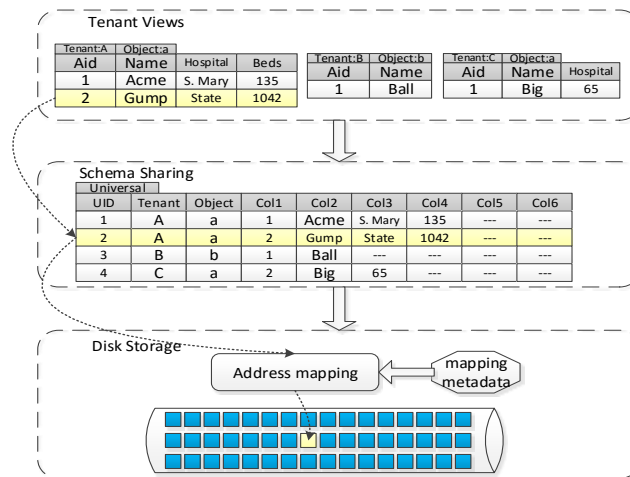 Tenant Views
Tenant:A Object:a
Aid Name Hospital Beds
1 Acme S. Mary 135
2 Gump State 1042
Tenant:B Object:b
Aid Name
1 Ball
Tenant:C Object:a
Aid Name Hospital
1 Big 65
Schema Sharing
Universal
UID Tenant Object Col1 Col2 Col3 Col4 Col5 Col6
1 A a 1 Acme S. Mary 135 --- ---
2 A a 2 Gump State 1042 --- ---
3 B b 1 Ball --- --- --- ---
4 C a 2 Big 65 --- --- ---
Disk Storage
Address mapping
mapping
metadata